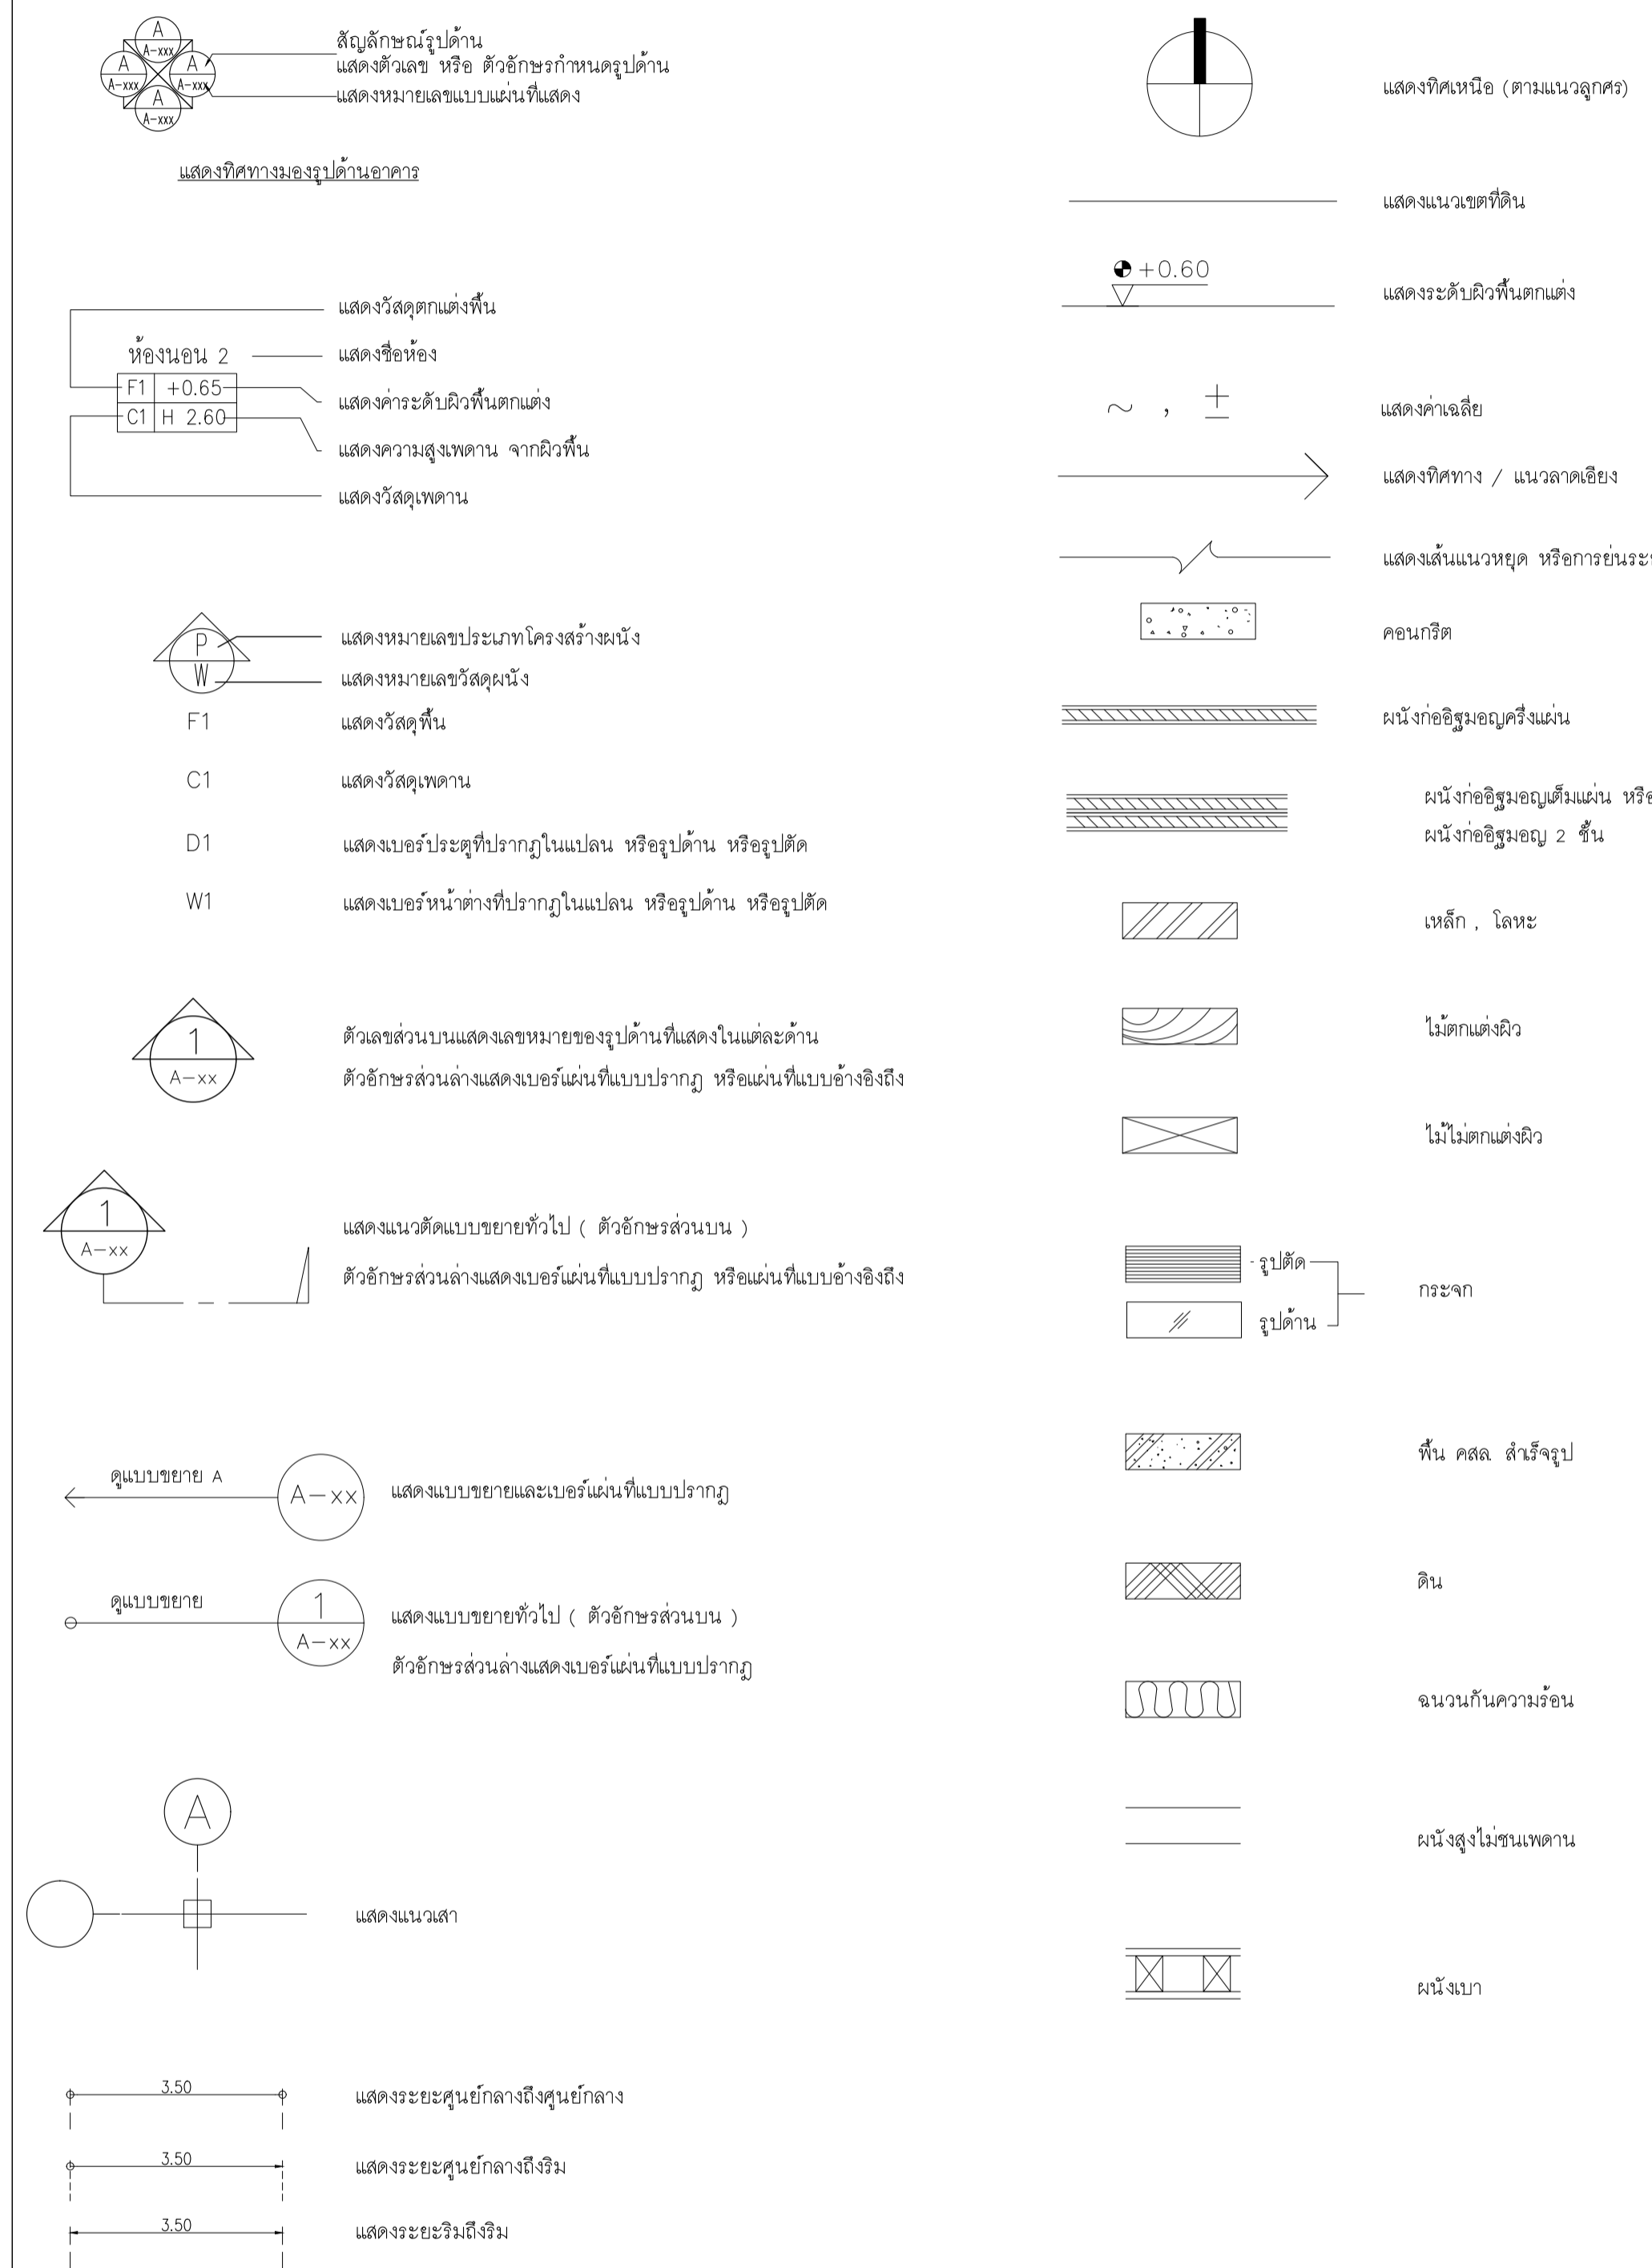 A
A-xxx
A
A-xxx
A
A-xxx
A
A-xxx
สัญลักษณ์รูปด้าน
แสดงตัวเลข หรือ ตัวอักษรกำหนดรูปด้าน
แสดงหมายเลขแบบแผ่นที่แสดง
แสดงทิศทางมองรูปด้านอาคาร
แสดงวัสดุตกแต่งพื้น
ห้องนอน 2
แสดงชื่อห้อง
F1 +0.65
แสดงค่าระดับผิวพื้นตกแต่ง
C1 H 2.60
แสดงความสูงเพดาน จากผิวพื้น
แสดงวัสดุเพดาน
P
แสดงหมายเลขประเภทโครงสร้างผนัง
W
แสดงหมายเลขวัสดุผนัง
F1 แสดงวัสดุพื้น
C1 แสดงวัสดุเพดาน
D1 แสดงเบอร์ประตูที่ปรากฎในแปลน หรือรูปด้าน หรือรูปตัด
W1 แสดงเบอร์หน้าต่างที่ปรากฎในแปลน หรือรูปด้าน หรือรูปตัด
1
A-xx
ตัวเลขส่วนบนแสดงเลขหมายของรูปด้านที่แสดงในแต่ละด้าน
ตัวอักษรส่วนล่างแสดงเบอร์แผ่นที่แบบปรากฎ หรือแผ่นที่แบบอ้างอิงถึง
1
A-xx
แสดงแนวตัดแบบขยายทั่วไป ( ตัวอักษรส่วนบน )
ตัวอักษรส่วนล่างแสดงเบอร์แผ่นที่แบบปรากฎ หรือแผ่นที่แบบอ้างอิงถึง
ดูแบบขยาย A
A-xx
แสดงแบบขยายและเบอร์แผ่นที่แบบปรากฎ
ดูแบบขยาย
1
A-xx
แสดงแบบขยายทั่วไป ( ตัวอักษรส่วนบน )
ตัวอักษรส่วนล่างแสดงเบอร์แผ่นที่แบบปรากฎ
A
แสดงแนวเสา
3.50
แสดงระยะศูนย์กลางถึงศูนย์กลาง
3.50
แสดงระยะศูนย์กลางถึงริม
3.50
แสดงระยะริมถึงริม
แสดงทิศเหนือ (ตามแนวลูกศร)
แสดงแนวเขตที่ดิน
+0.60
แสดงระดับผิวพื้นตกแต่ง
~ , ±
แสดงค่าเฉลี่ย
แสดงทิศทาง / แนวลาดเอียง
แสดงเส้นแนวหยุด หรือการย่นระ
คอนกรีต
ผนังก่ออิฐมอญครึ่งแผ่น
ผนังก่ออิฐมอญเต็มแผ่น หรือ
ผนังก่ออิฐมอญ 2 ชั้น
เหล็ก , โลหะ
ไม้ตกแต่งผิว
ไม้ไม่ตกแต่งผิว
รูปตัด
กระจก
รูปด้าน
พื้น คสล. สำเร็จรูป
ดิน
ฉนวนกันความร้อน
ผนังสูงไม่ชนเพดาน
ผนังเบา